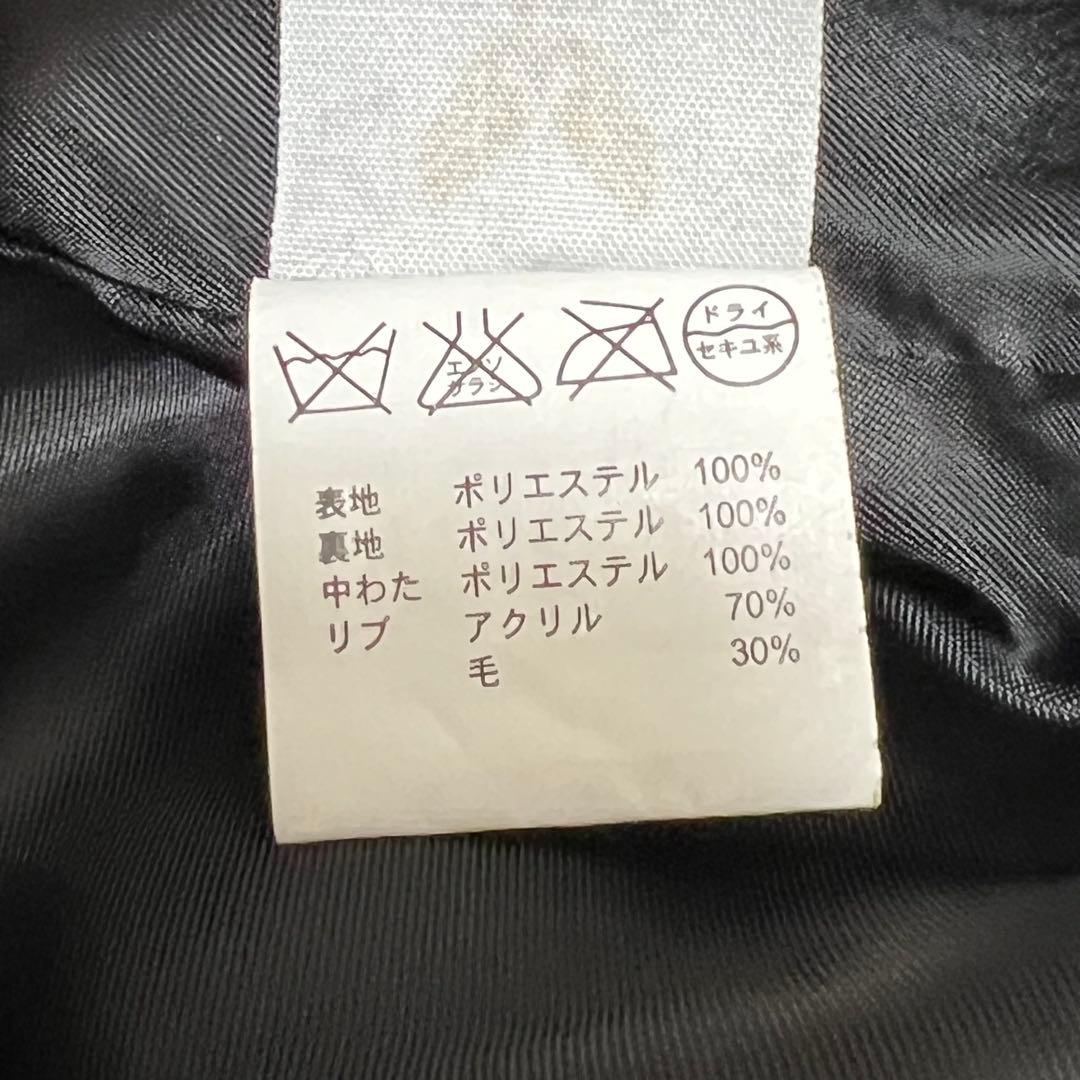 エンソ
サラシ
ドライ
セキユ系
表地 ポリエステル 100%
裏地 ポリエステル 100%
中わた ポリエステル 100%
リブ アクリル 70%
毛 30%